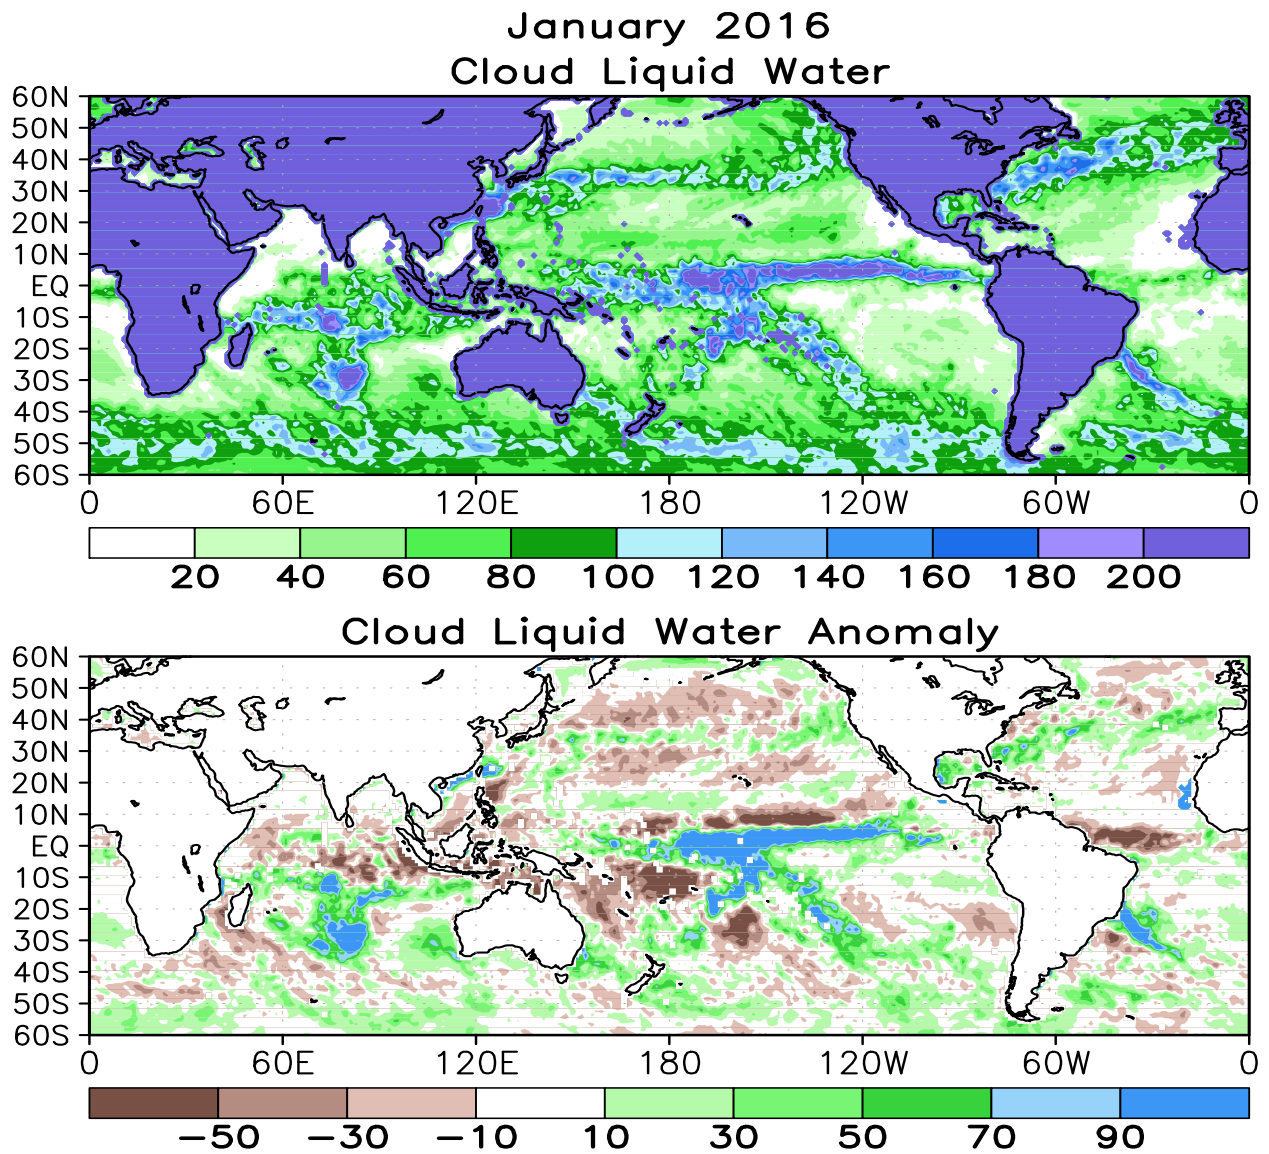 January 2016
Cloud Liquid Water
60N
50N
40N
30N
20N
10N
EQ
10S
20S
30S
40S
50S
60S
0 60E 120E 180 120W 60W 0
20 40 60 80 100 120 140 160 180 200
Cloud Liquid Water Anomaly
60N
50N
40N
30N
20N
10N
EQ
10S
20S
30S
40S
50S
60S
0 60E 120E 180 120W 60W 0
−50 −30 −10 10 30 50 70 90